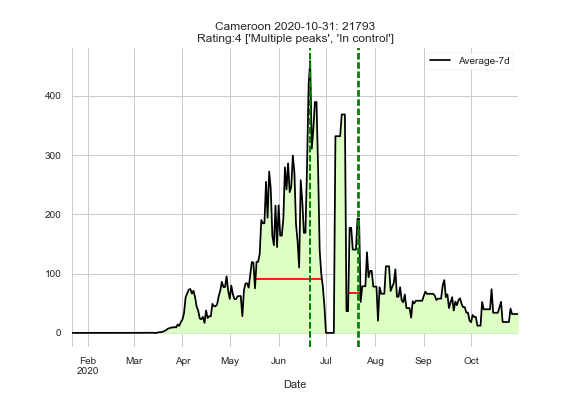 Cameroon 2020-10-31: 21793
Rating:4 ['Multiple peaks', 'In control']
Average-7d
400
300
200
100
0
Feb Mar Apr May Jun Jul Aug Sep Oct
2020
Date